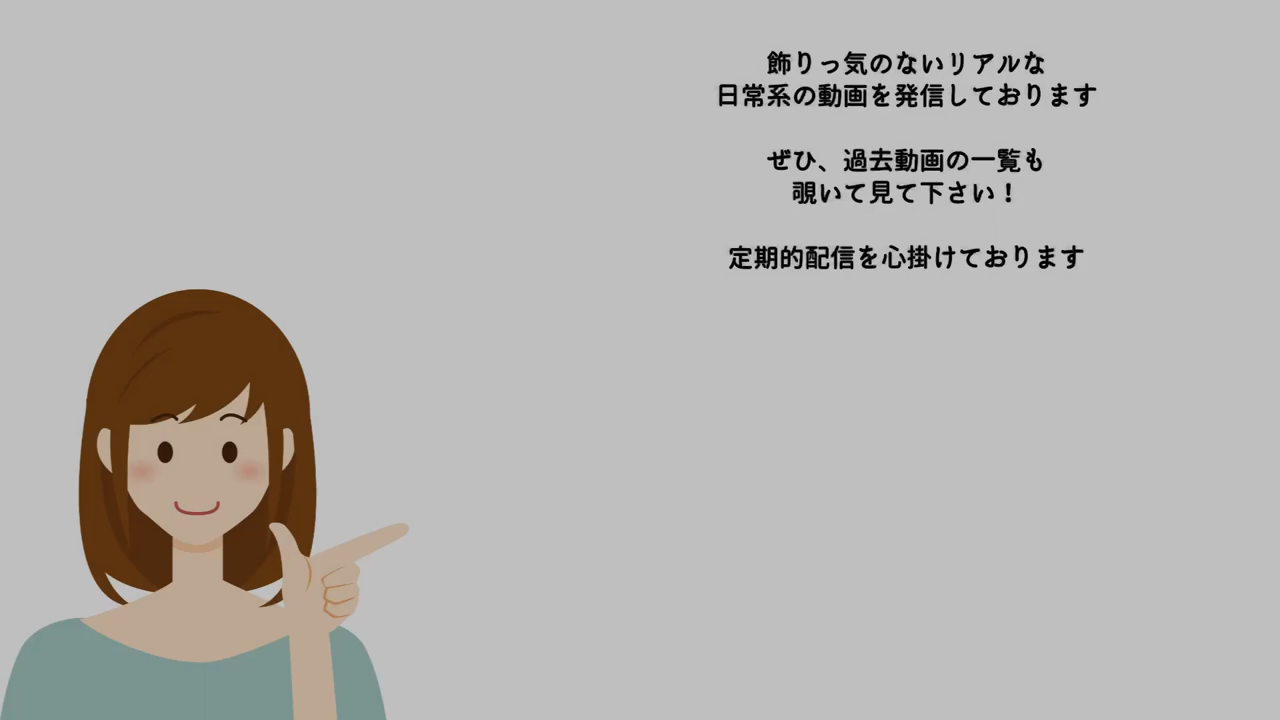 飾りっ気のないリアルな
日常系の動画を発信しております
ぜひ、過去動画の一覧も
覗いて見て下さい！
定期的配信を心掛けております